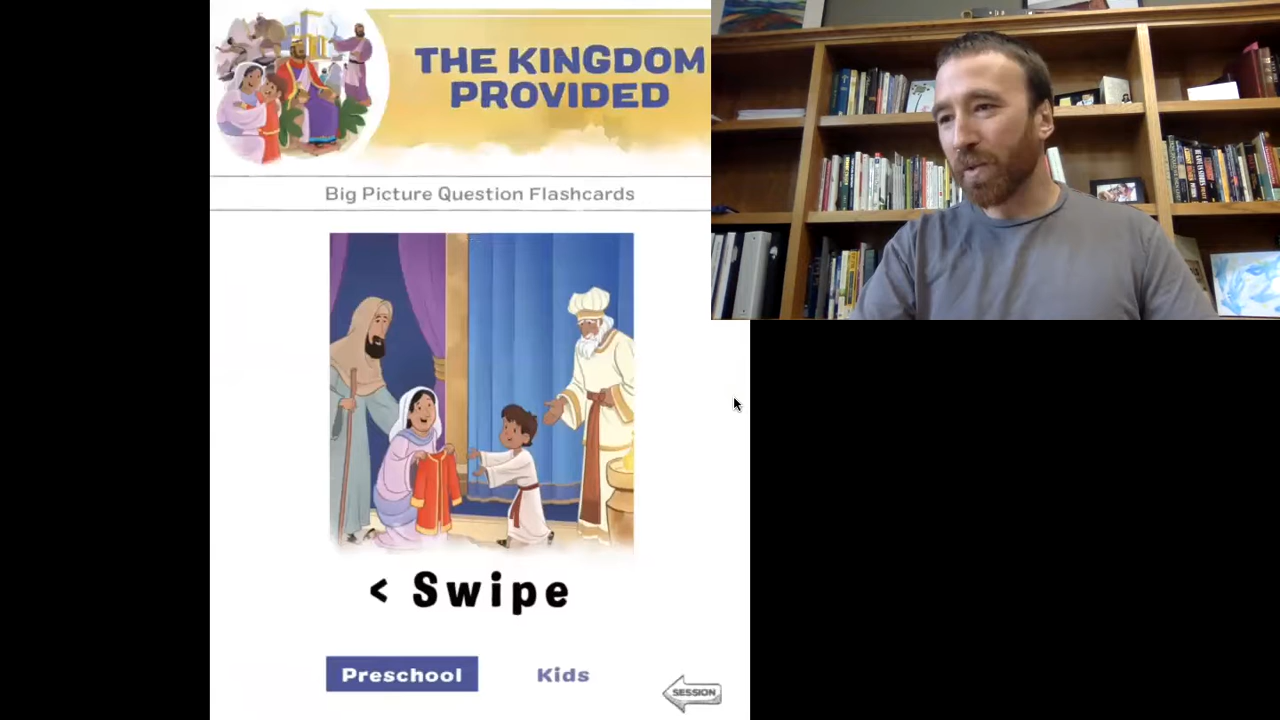 THE KINGDOM
PROVIDED
Big Picture Question Flashcards
< Swipe
Preschool
Kids
SESSION